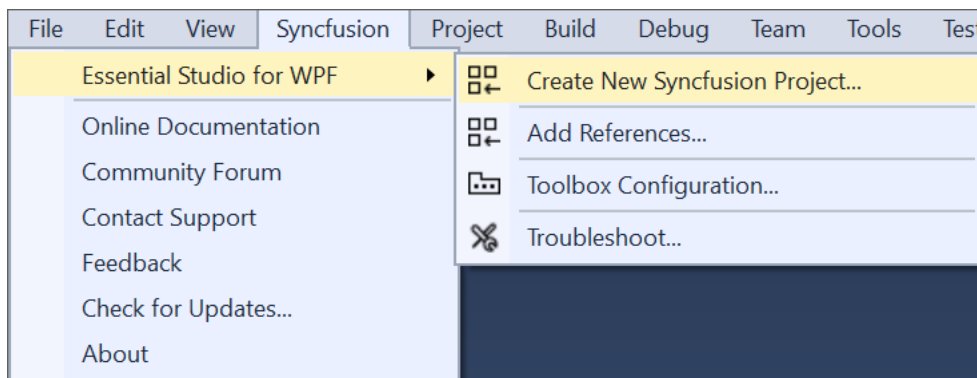 File Edit View Syncfusion Project Build Debug Team Tools Test
Essential Studio for WPF
Create New Syncfusion Project...
Online Documentation
Add References...
Community Forum
Toolbox Configuration...
Contact Support
Troubleshoot...
Feedback
Check for Updates...
About